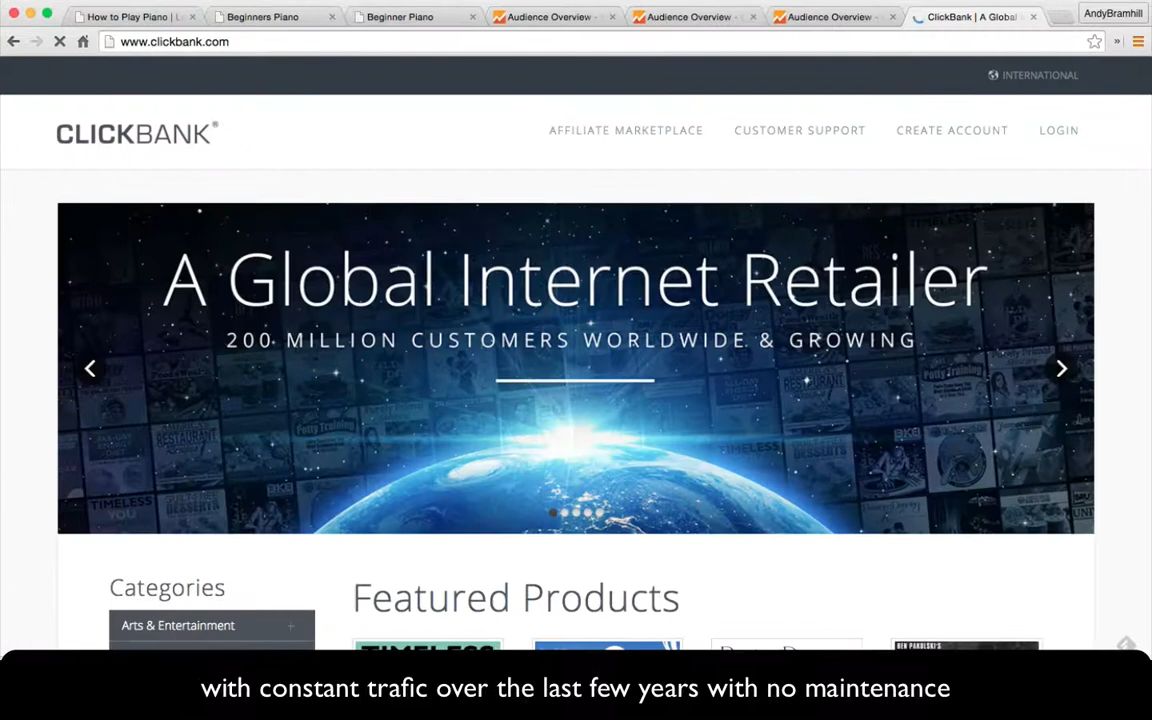 How to Play Piano | L
Beginners Piano
Beginner Piano
Audience Overview -
Audience Overview -
Audience Overview -
ClickBank | A Global
AndyBramhill
www.clickbank.com
INTERNATIONAL
CLICKBANK®
AFFILIATE MARKETPLACE
CUSTOMER SUPPORT
CREATE ACCOUNT
LOGIN
A Global Internet Retailer
200 MILLION CUSTOMERS WORLDWIDE & GROWING
Categories
Featured Products
Arts & Entertainment
TIMELESS
with constant trafic over the last few years with no maintenance